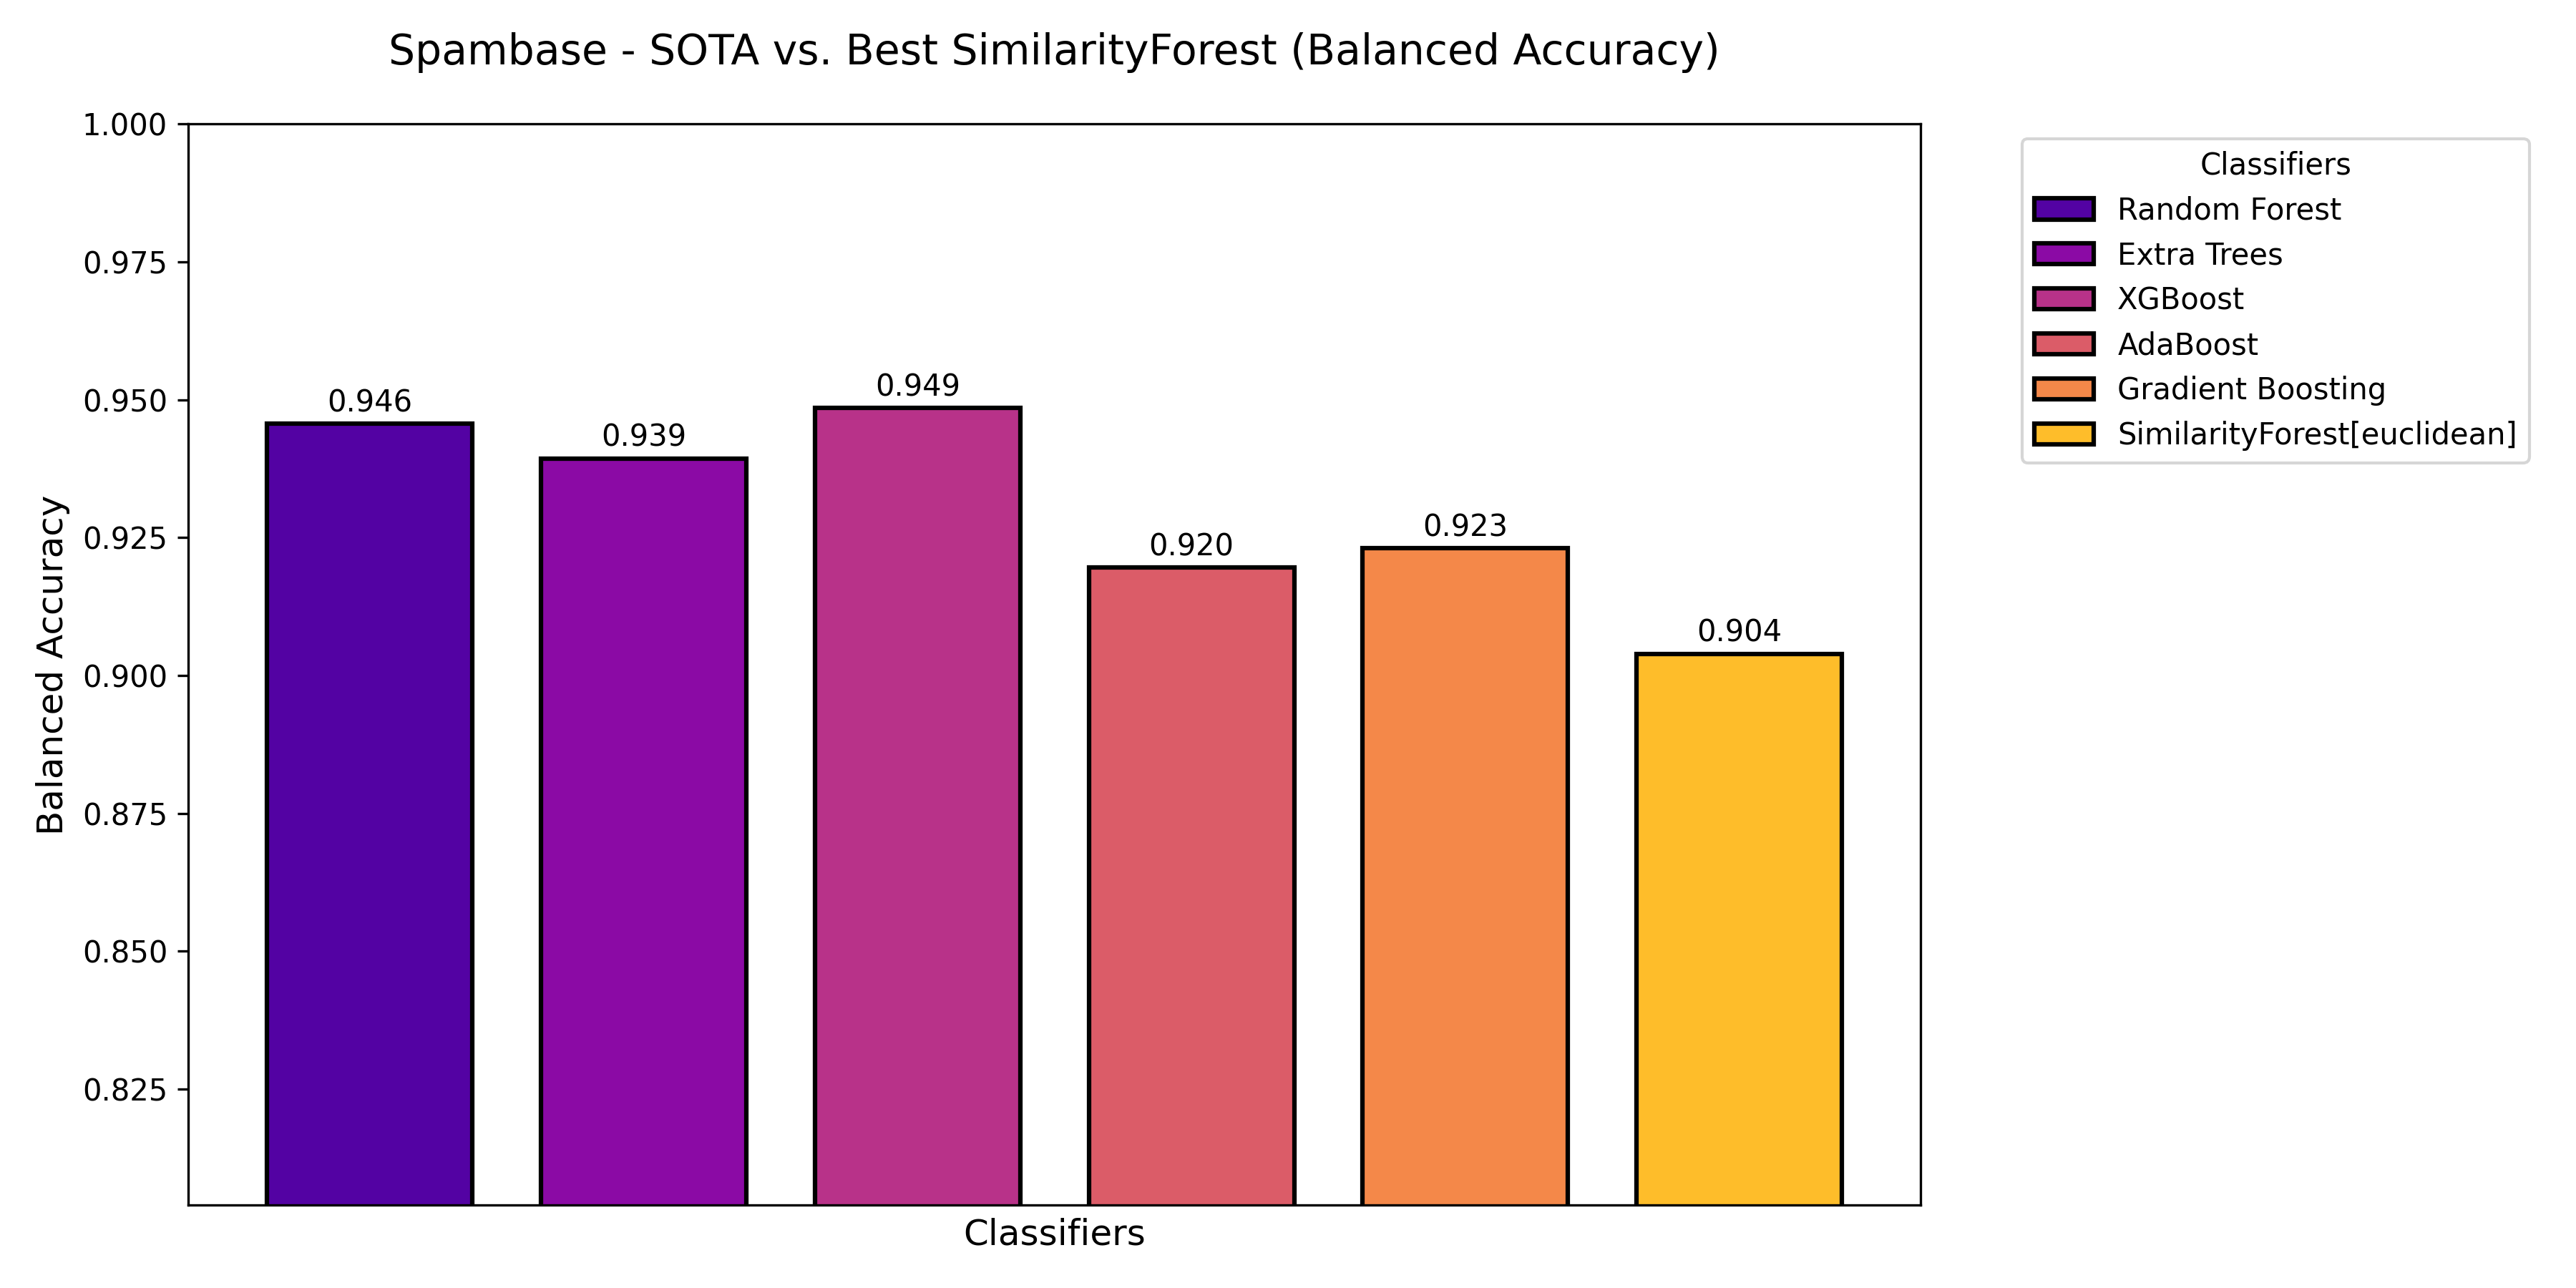 Spambase - SOTA vs. Best SimilarityForest (Balanced Accuracy)
Balanced Accuracy
1.000
0.975
0.950
0.925
0.900
0.875
0.850
0.825
0.946
0.939
0.949
0.920
0.923
0.904
Classifiers
Classifiers
Random Forest
Extra Trees
XGBoost
AdaBoost
Gradient Boosting
SimilarityForest[euclidean]